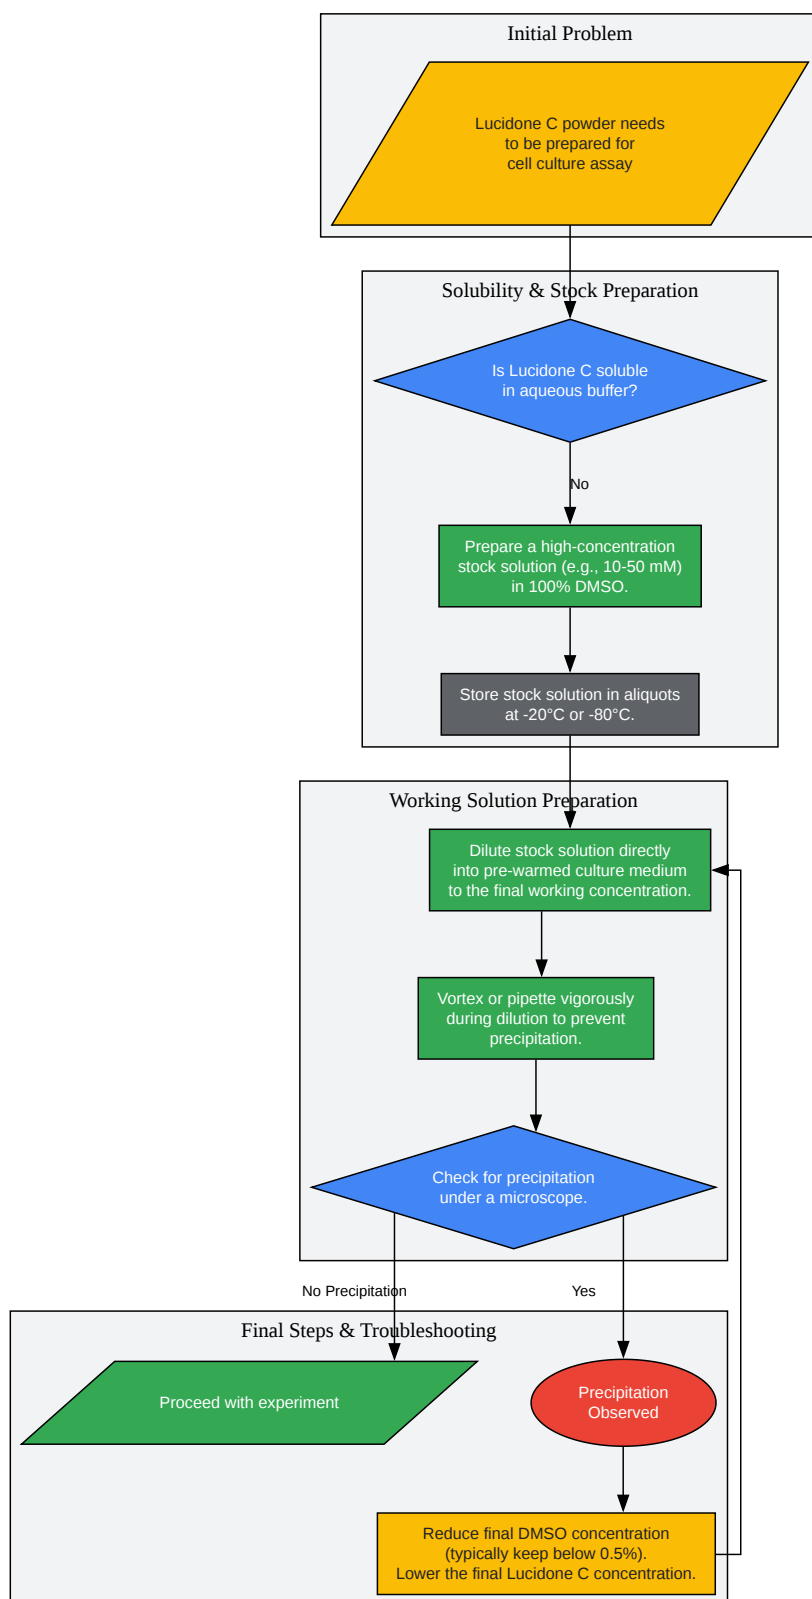 Initial Problem
Lucidone C powder needs
to be prepared for
cell culture assay
Solubility & Stock Preparation
Is Lucidone C soluble
in aqueous buffer?
No
Prepare a high-concentration
stock solution (e.g., 10-50 mM)
in 100% DMSO.
Store stock solution in aliquots
at -20°C or -80°C.
Working Solution Preparation
Dilute stock solution directly
into pre-warmed culture medium
to the final working concentration.
Vortex or pipette vigorously
during dilution to prevent
precipitation.
Check for precipitation
under a microscope.
No Precipitation
Yes
Final Steps & Troubleshooting
Proceed with experiment
Precipitation
Observed
Reduce final DMSO concentration
(typically keep below 0.5%).
Lower the final Lucidone C concentration.